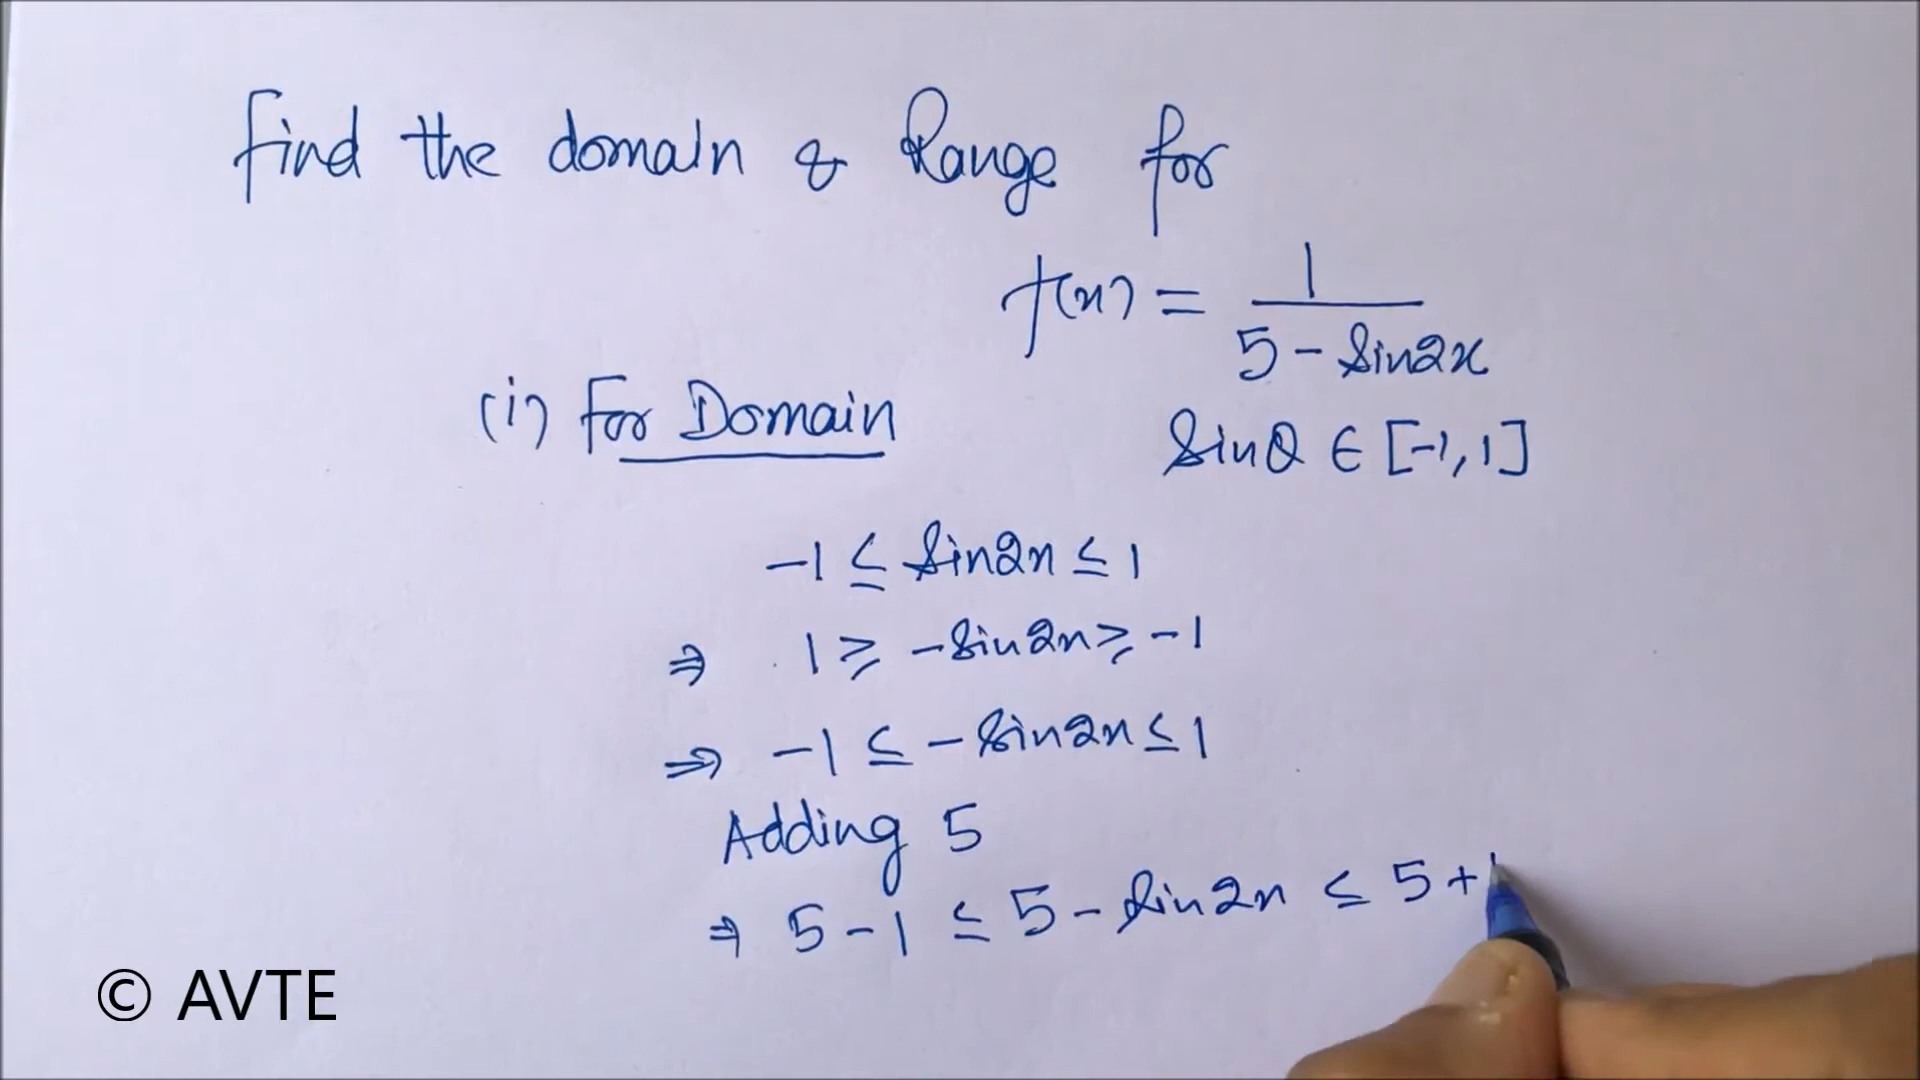 Find the domain & Range for
f(x) = 1 / (5 - sin2x)
(i) For Domain
Sinθ ∈ [-1, 1]
-1 ≤ sin2x ≤ 1
⇒ 1 ≥ -sin2x ≥ -1
⇒ -1 ≤ -sin2x ≤ 1
Adding 5
⇒ 5 - 1 ≤ 5 - sin2x ≤ 5 +
© AVTE